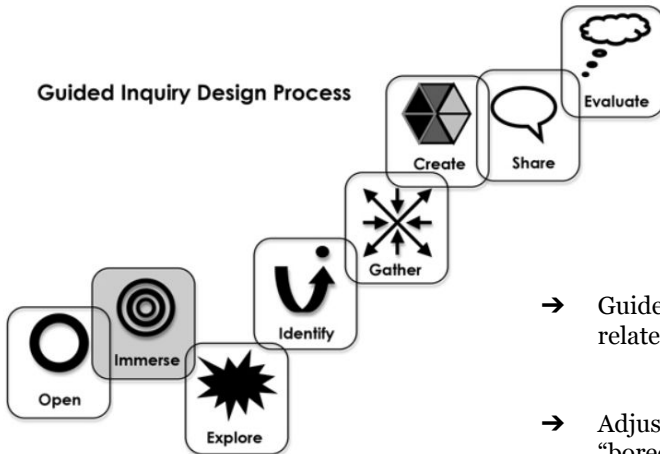 Guided Inquiry Design Process
Evaluate
Create
Share
Gather
Identify
Immerse
Open
Explore
→ Guide
relate
→ Adjus
"bored